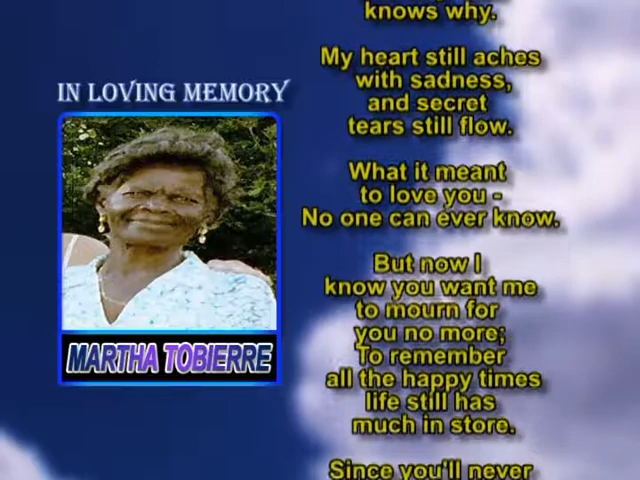 IN LOVING MEMORY
MARTHA TOBIERRE
knows why.
My heart still aches
with sadness,
and secret
tears still flow.
What it meant
to love you -
No one can ever know.
But now I
know you want me
to mourn for
you no more;
To remember
all the happy times
life still has
much in store.
Since you'll never